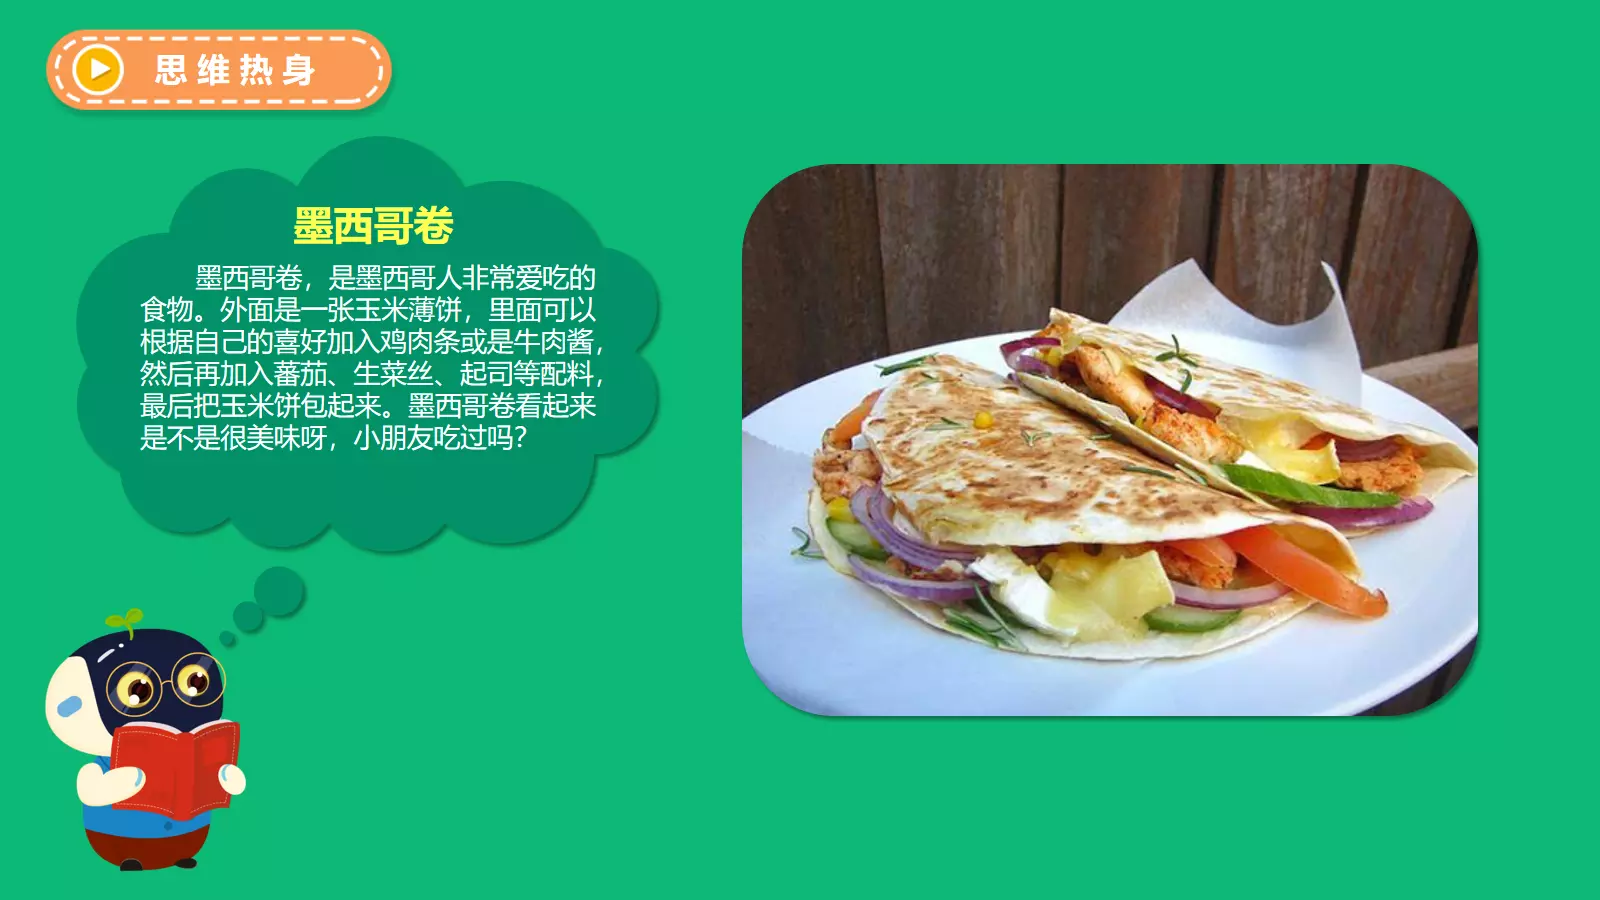 思维热身
墨西哥卷
墨西哥卷，是墨西哥人非常爱吃的
食物。外面是一张玉米薄饼，里面可以
根据自己的喜好加入鸡肉条或是牛肉酱，
然后再加入蕃茄、生菜丝、起司等配料，
最后把玉米饼包起来。墨西哥卷看起来
是不是很美味呀，小朋友吃过吗？